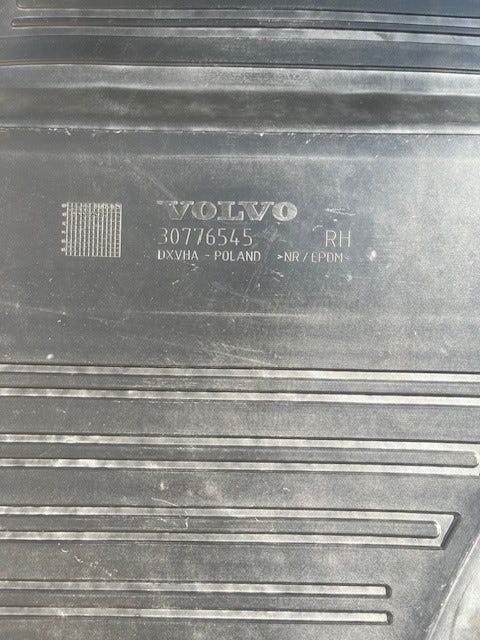 VOLVO
30776545 RH
DXVHA - POLAND >NR/EPDM<